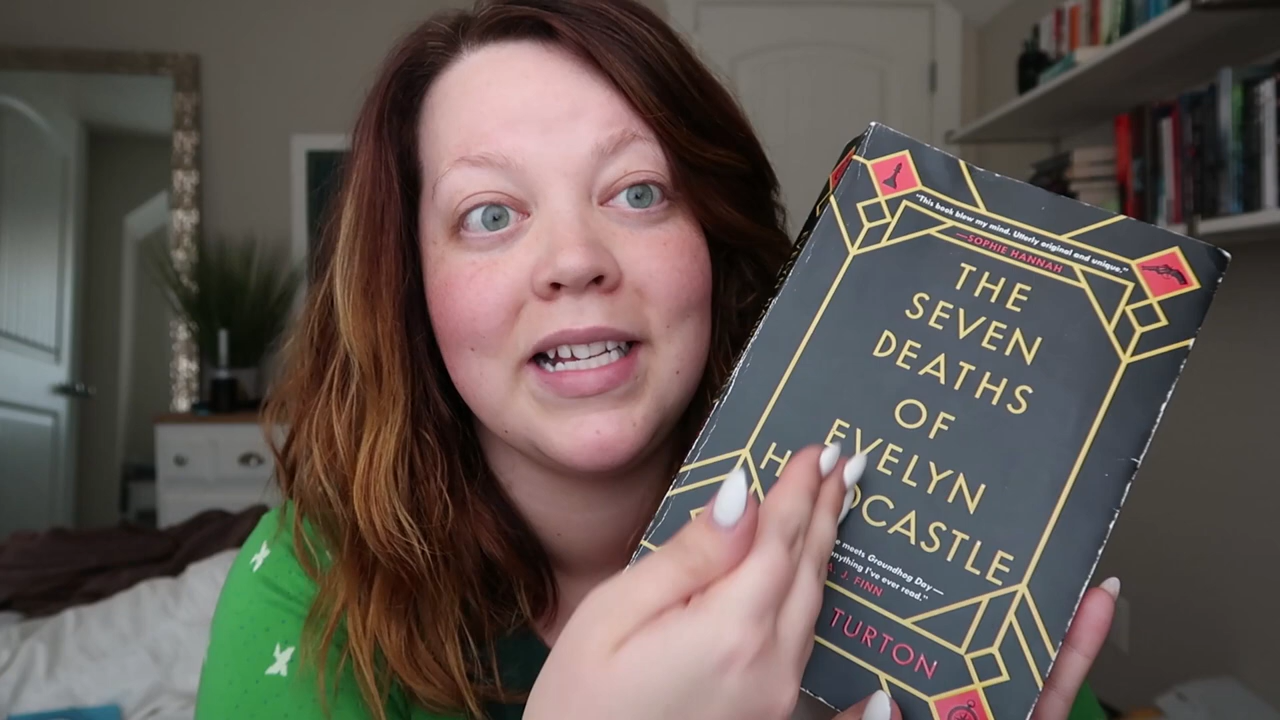 "This book blew my mind. Utterly original and unique."
—SOPHIE HANNAH
THE
SEVEN
DEATHS
OF
EVELYN
H DCASTLE
meets Groundhog Day—
anything I've ever read."
A. J. FINN
TURTON